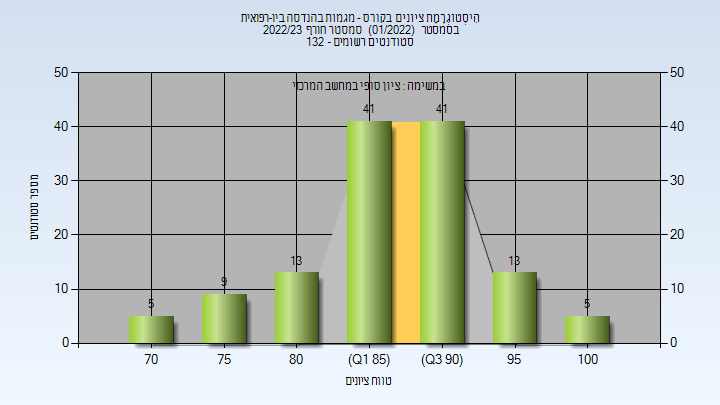 היסטוגרמת ציונים בקורס - מגמות בהנדסה ביו-רפואית
בסמסטר (01/2022) סמסטר חורף 2022/23
סטודנטים רשומים - 132
במשימה : ציון סופי במחשב המרכזי
50 50
40 40
30 30
20 20
10 10
0 0
מספר סטודנטים
5 9 13 41 41 13 5
70 75 80 (Q1 85) (Q3 90) 95 100
טווח ציונים